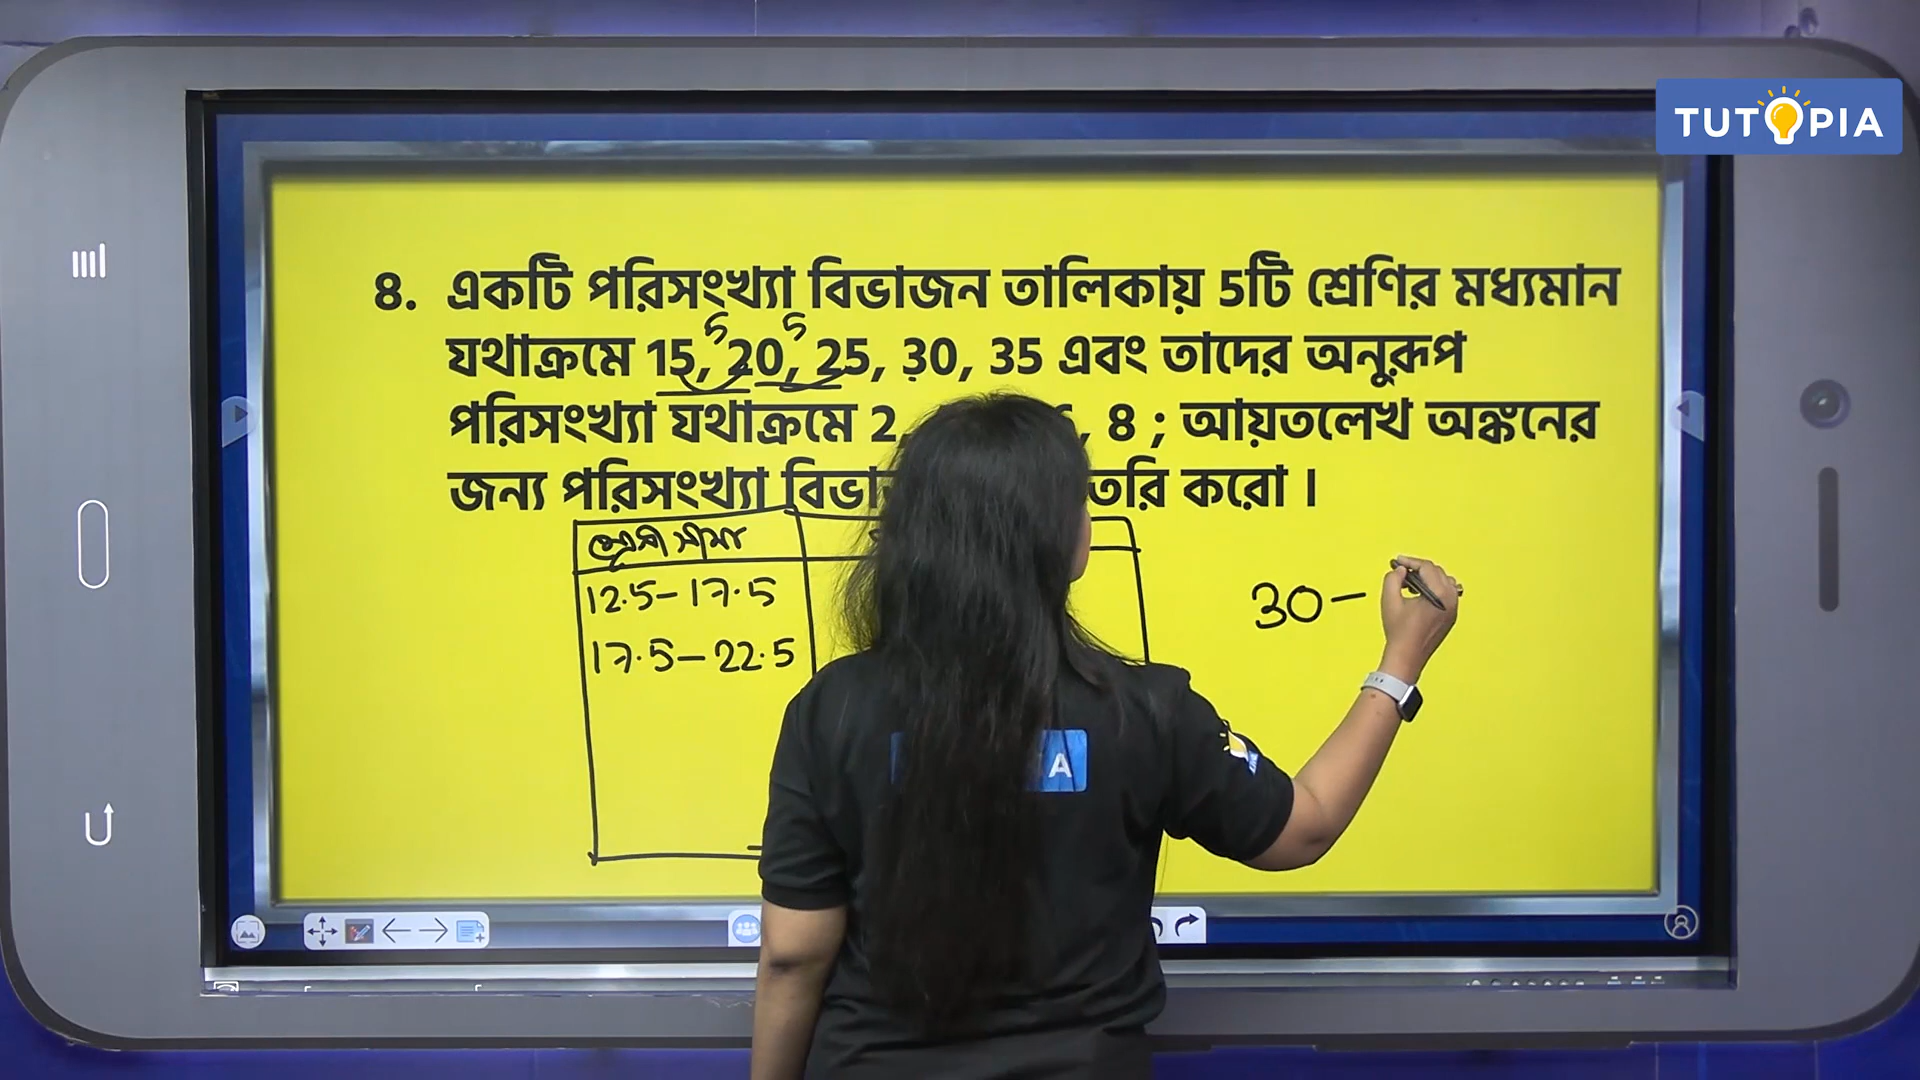 TUTOPIA
8. একটি পরিসংখ্যা বিভাজন তালিকায় 5টি শ্রেণির মধ্যমান
5 5
যথাক্রমে 15, 20, 25, 30, 35 এবং তাদের অনুরূপ
পরিসংখ্যা যথাক্রমে 2, , 8 ; আয়তলেখ অঙ্কনের
জন্য পরিসংখ্যা করো ।
শ্রেণী সীমা
12.5 – 17.5
30 –
17.5 – 22.5
A